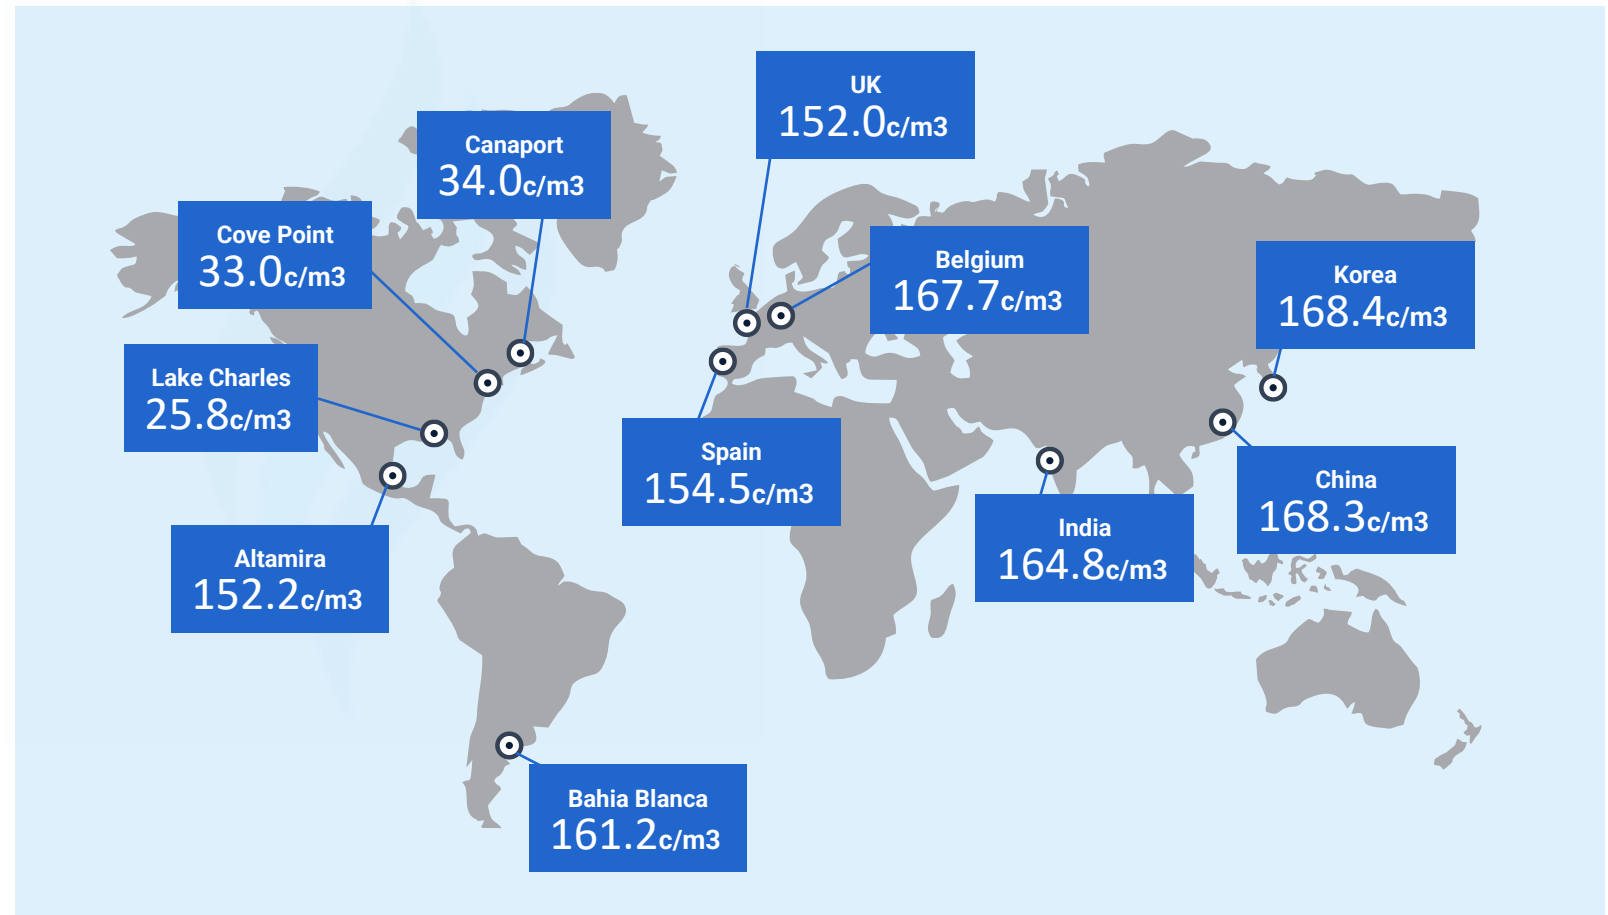 UK
152.0c/m3
Canaport
34.0c/m3
Cove Point
33.0c/m3
Belgium
167.7c/m3
Korea
168.4c/m3
Lake Charles
25.8c/m3
Spain
154.5c/m3
China
168.3c/m3
India
164.8c/m3
Altamira
152.2c/m3
Bahia Blanca
161.2c/m3